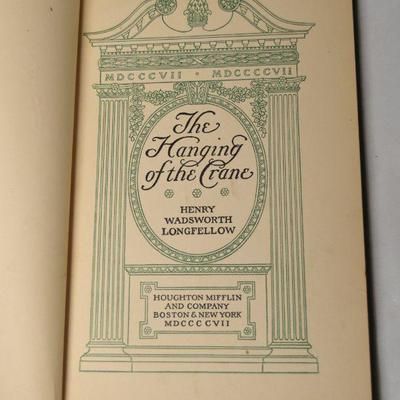 MDCCCVII · MDCCCCVII
The
Hanging
of the Crane
HENRY
WADSWORTH
LONGFELLOW
HOUGHTON MIFFLIN
AND COMPANY
BOSTON & NEW YORK
MDCCCCVII